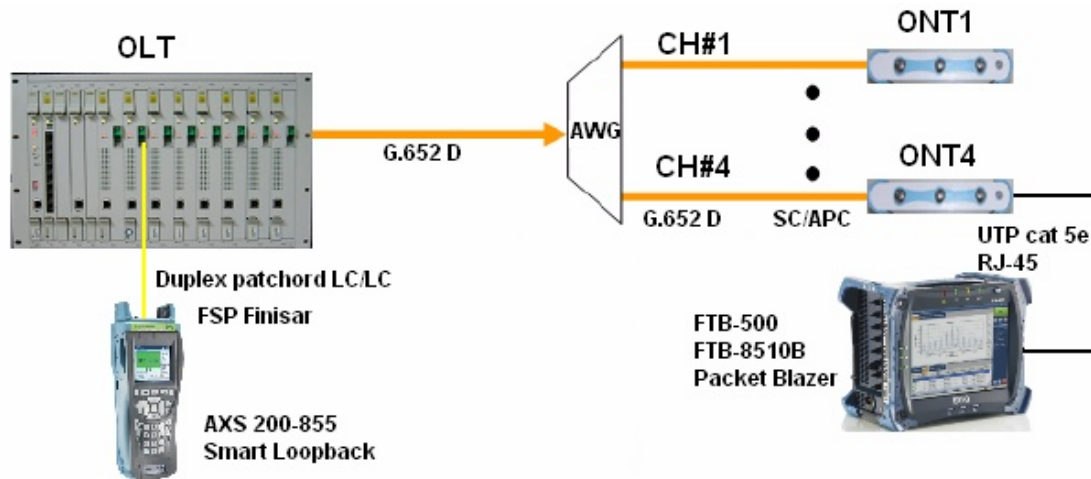 OLT
ONT1
CH#1
AWG
G.652 D
CH#4
ONT4
G.652 D
SC/APC
UTP cat 5e
RJ-45
Duplex patchord LC/LC
FSP Finisar
FTB-500
FTB-8510B
Packet Blazer
AXS 200-855
Smart Loopback